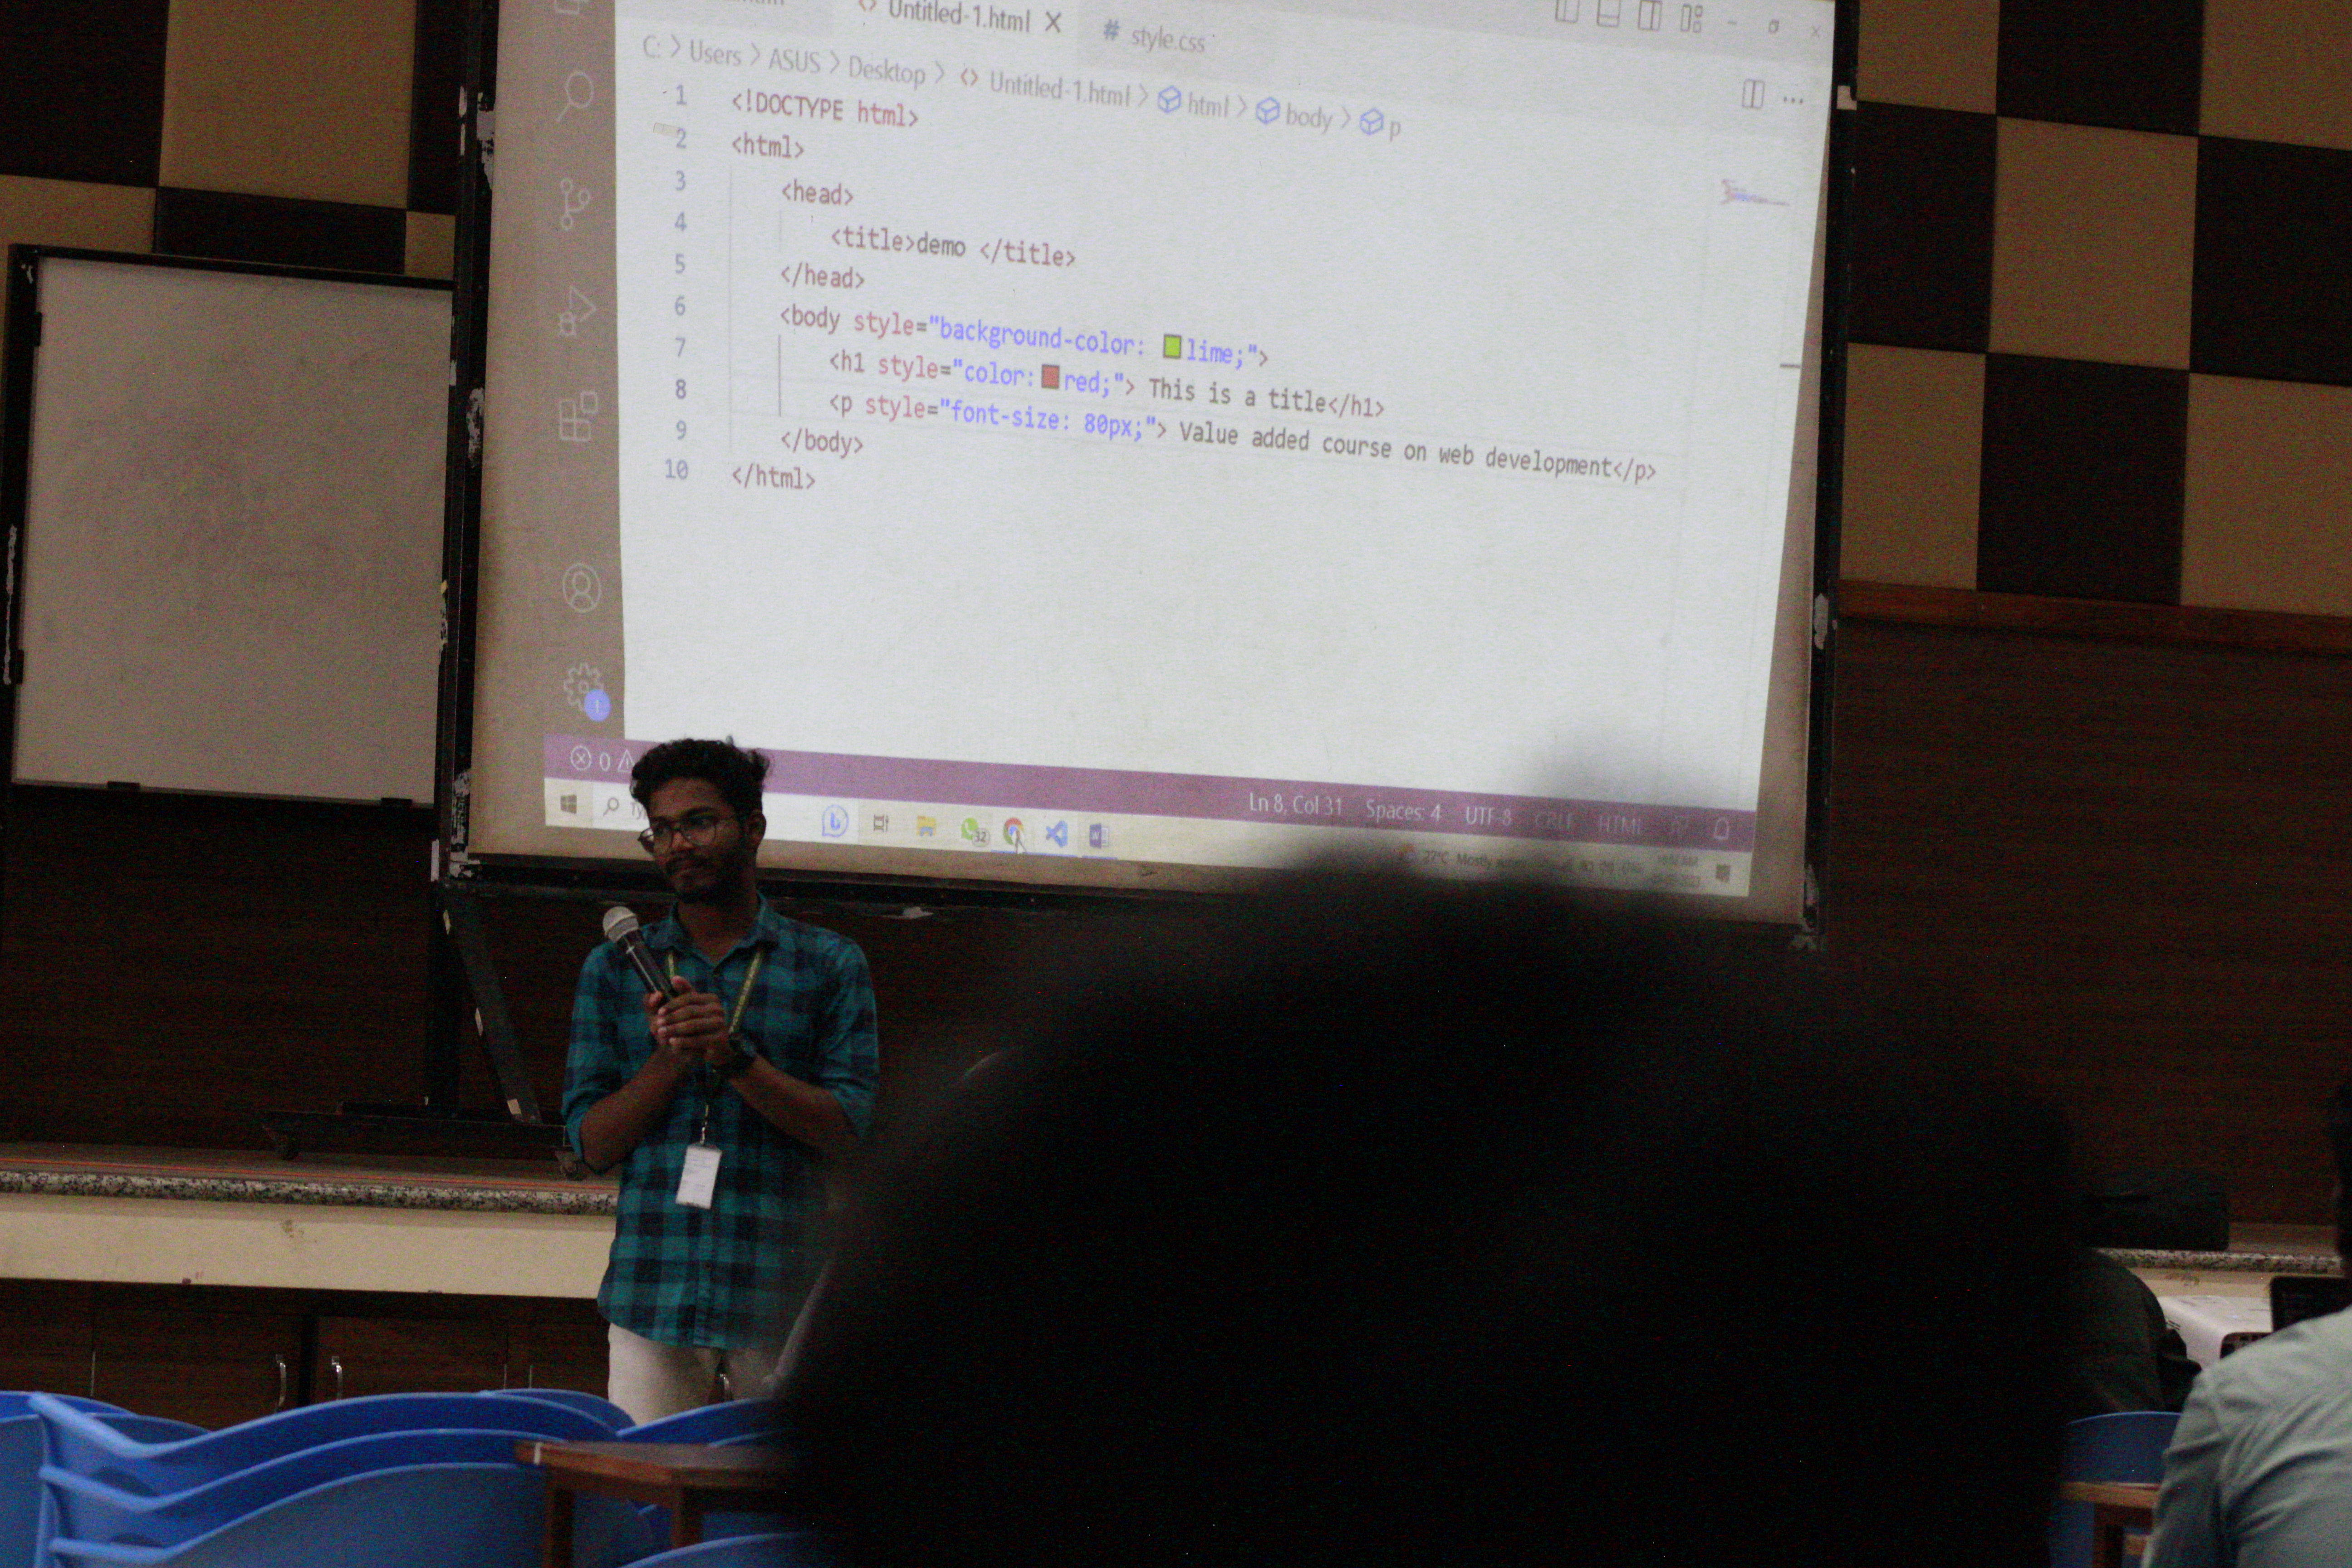 Untitled-1.html # style.css
C: > Users > ASUS > Desktop > <> Untitled-1.html > html > body > p
1 <!DOCTYPE html>
2 <html>
3 <head>
4 <title>demo </title>
5 </head>
6 <body style="background-color: lime;">
7 <h1 style="color: red;"> This is a title</h1>
8 <p style="font-size: 80px;"> Value added course on web development</p>
9 </body>
10 </html>
0
Ln 8, Col 31 Spaces: 4 UTF-8 CRLF HTML
32 27°C Mostly